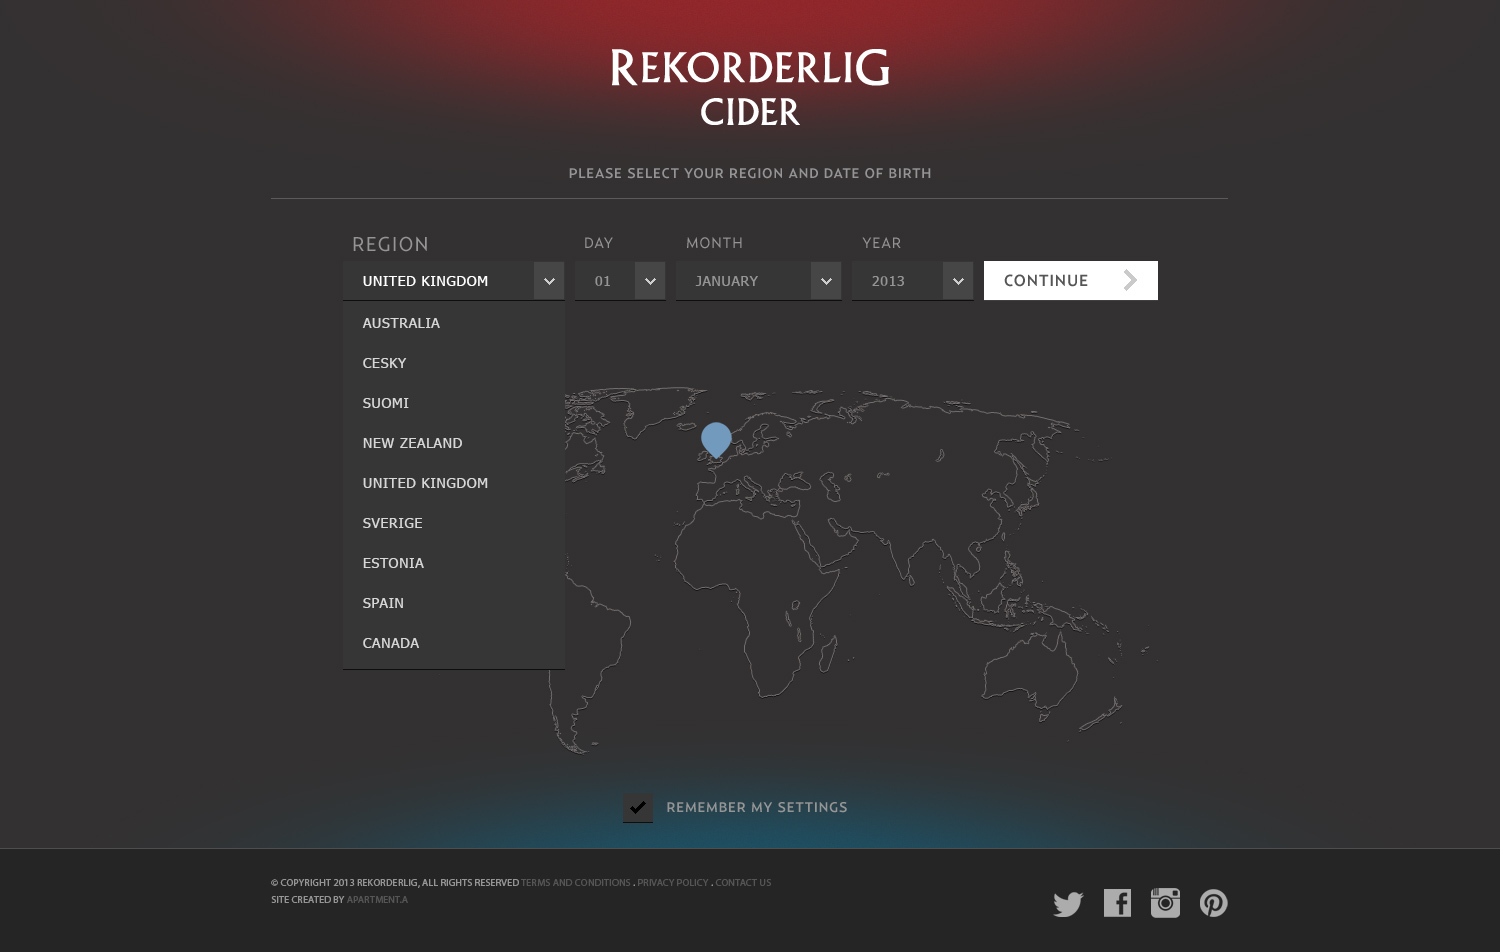 REKORDERLIG
CIDER
PLEASE SELECT YOUR REGION AND DATE OF BIRTH
REGION DAY MONTH YEAR
UNITED KINGDOM 01 JANUARY 2013 CONTINUE
AUSTRALIA
CESKY
SUOMI
NEW ZEALAND
UNITED KINGDOM
SVERIGE
ESTONIA
SPAIN
CANADA
REMEMBER MY SETTINGS
© COPYRIGHT 2013 REKORDERLIG, ALL RIGHTS RESERVED TERMS AND CONDITIONS . PRIVACY POLICY . CONTACT US
SITE CREATED BY APARTMENT.A